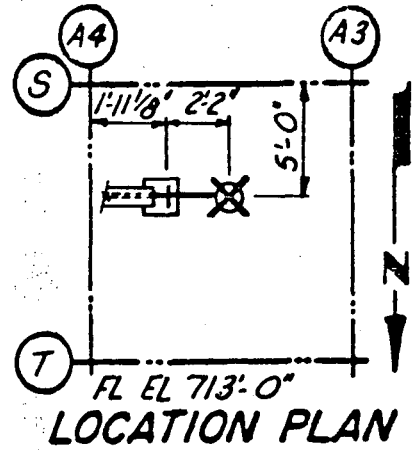 A4
A3
S
1'-11 1/8"
2'-2"
5'-0"
N
T
FL EL 713'-0"
LOCATION PLAN